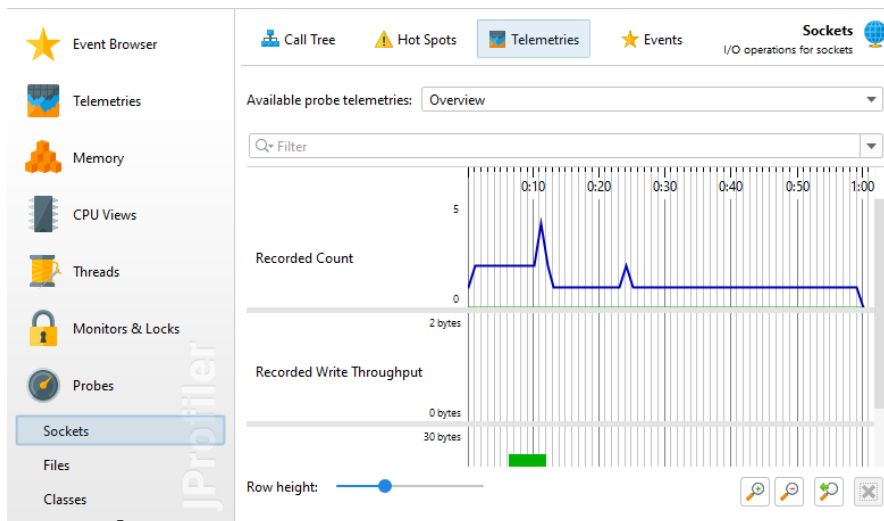 Event Browser
Telemetries
Memory
CPU Views
Threads
Monitors & Locks
Probes
Sockets
Files
Classes
JProfiler
Call Tree
Hot Spots
Telemetries
Events
Sockets
I/O operations for sockets
Available probe telemetries:
Overview
Filter
0:10 0:20 0:30 0:40 0:50 1:00
5
Recorded Count
0
2 bytes
Recorded Write Throughput
0 bytes
30 bytes
Row height: